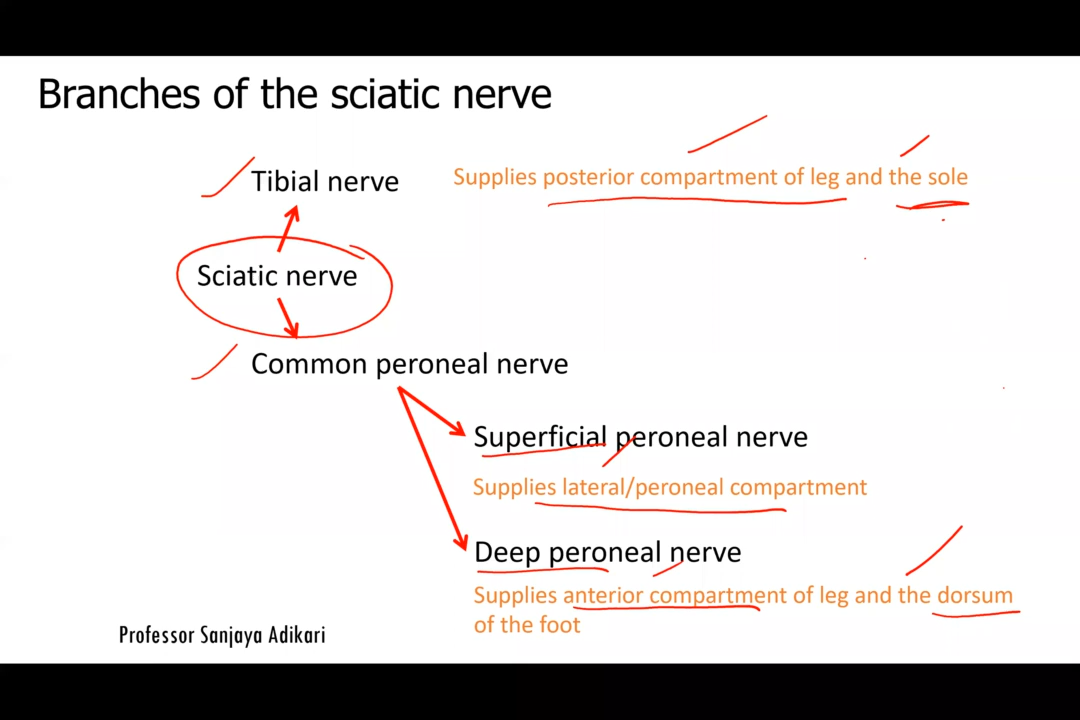 Branches of the sciatic nerve
Tibial nerve
Supplies posterior compartment of leg and the sole
Sciatic nerve
Common peroneal nerve
Superficial peroneal nerve
Supplies lateral/peroneal compartment
Deep peroneal nerve
Supplies anterior compartment of leg and the dorsum
of the foot
Professor Sanjaya Adikari